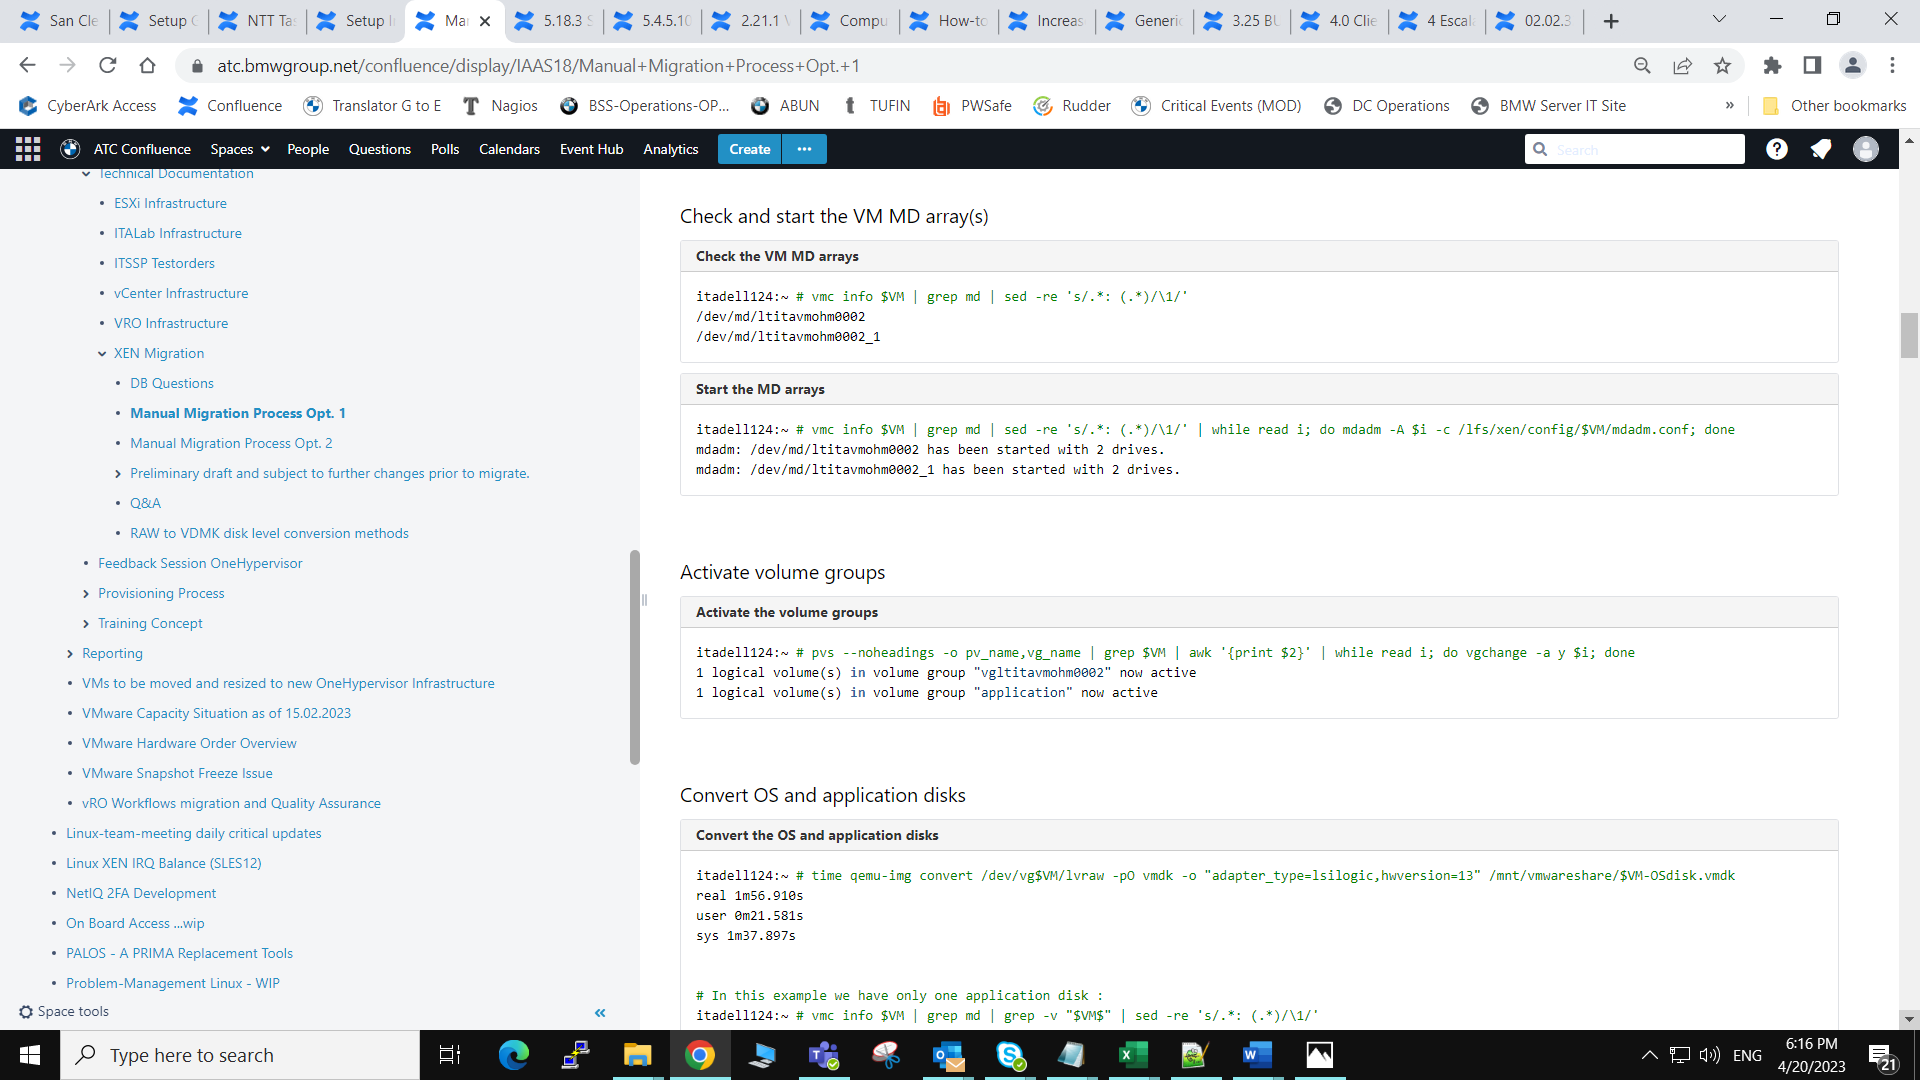 San Cle
Setup C
NTT Tas
Setup In
Man
5.18.3 S
5.4.5.10
2.21.1 V
Compu
How-to
Increas
Generic
3.25 BU
4.0 Clie
4 Escala
02.02.3
atc.bmwgroup.net/confluence/display/IAAS18/Manual+Migration+Process+Opt.+1
CyberArk Access
Confluence
Translator G to E
Nagios
BSS-Operations-OP...
ABUN
TUFIN
PWSafe
Rudder
Critical Events (MOD)
DC Operations
BMW Server IT Site
»
Other bookmarks
ATC Confluence
Spaces
People
Questions
Polls
Calendars
Event Hub
Analytics
Create
...
Search
Technical Documentation
ESXi Infrastructure
ITALab Infrastructure
ITSSP Testorders
vCenter Infrastructure
VRO Infrastructure
XEN Migration
DB Questions
Manual Migration Process Opt. 1
Manual Migration Process Opt. 2
Preliminary draft and subject to further changes prior to migrate.
Q&A
RAW to VDMK disk level conversion methods
Feedback Session OneHypervisor
Provisioning Process
Training Concept
Reporting
VMs to be moved and resized to new OneHypervisor Infrastructure
VMware Capacity Situation as of 15.02.2023
VMware Hardware Order Overview
VMware Snapshot Freeze Issue
vRO Workflows migration and Quality Assurance
Linux-team-meeting daily critical updates
Linux XEN IRQ Balance (SLES12)
NetIQ 2FA Development
On Board Access ...wip
PALOS - A PRIMA Replacement Tools
Problem-Management Linux - WIP
Space tools
«
Check and start the VM MD array(s)
Check the VM MD arrays
itadell124:~ # vmc info $VM | grep md | sed -re 's/.*: (.*)/\1/'
/dev/md/ltitavmohm0002
/dev/md/ltitavmohm0002_1
Start the MD arrays
itadell124:~ # vmc info $VM | grep md | sed -re 's/.*: (.*)/\1/' | while read i; do mdadm -A $i -c /lfs/xen/config/$VM/mdadm.conf; done
mdadm: /dev/md/ltitavmohm0002 has been started with 2 drives.
mdadm: /dev/md/ltitavmohm0002_1 has been started with 2 drives.
Activate volume groups
Activate the volume groups
itadell124:~ # pvs --noheadings -o pv_name,vg_name | grep $VM | awk '{print $2}' | while read i; do vgchange -a y $i; done
1 logical volume(s) in volume group "vgltitavmohm0002" now active
1 logical volume(s) in volume group "application" now active
Convert OS and application disks
Convert the OS and application disks
itadell124:~ # time qemu-img convert /dev/vg$VM/lvraw -pO vmdk -o "adapter_type=lsilogic,hwversion=13" /mnt/vmwareshare/$VM-OSdisk.vmdk
real 1m56.910s
user 0m21.581s
sys 1m37.897s
# In this example we have only one application disk :
itadell124:~ # vmc info $VM | grep md | grep -v "$VM$" | sed -re 's/.*: (.*)/\1/'
Type here to search
ENG
6:16 PM
4/20/2023
21